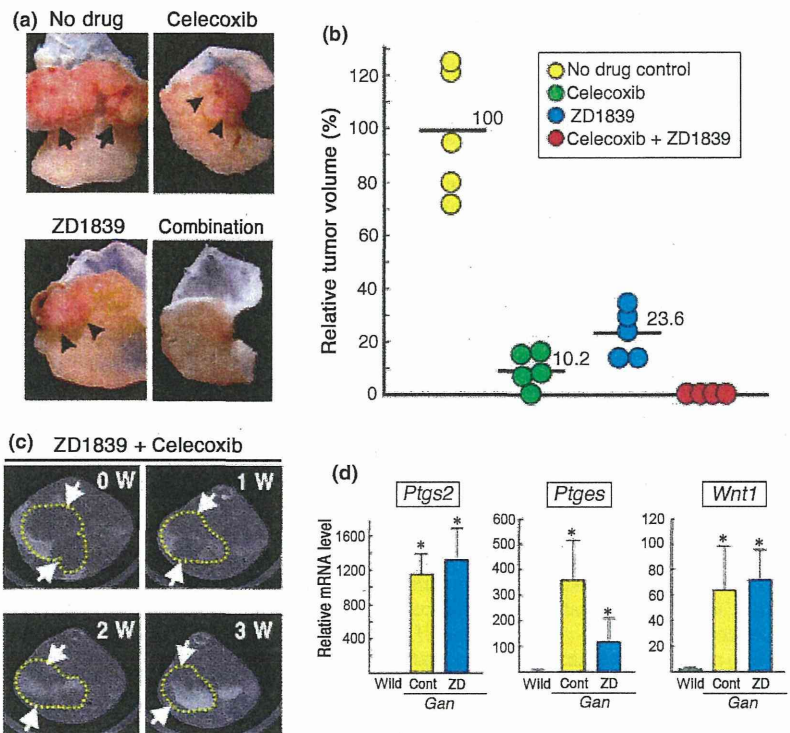 (a) No drug Celecoxib
ZD1839 Combination
(b)
Relative tumor volume (%)
120
100
80
60
40
20
0
100
10.2
23.6
No drug control
Celecoxib
ZD1839
Celecoxib + ZD1839
(c) ZD1839 + Celecoxib
0 W 1 W
2 W 3 W
(d)
Relative mRNA level
Ptgs2
1600
1200
800
400
*
*
Wild Cont ZD
Gan
Ptges
600
500
400
300
200
100
*
*
Wild Cont ZD
Gan
Wnt1
120
100
80
60
40
20
*
*
Wild Cont ZD
Gan